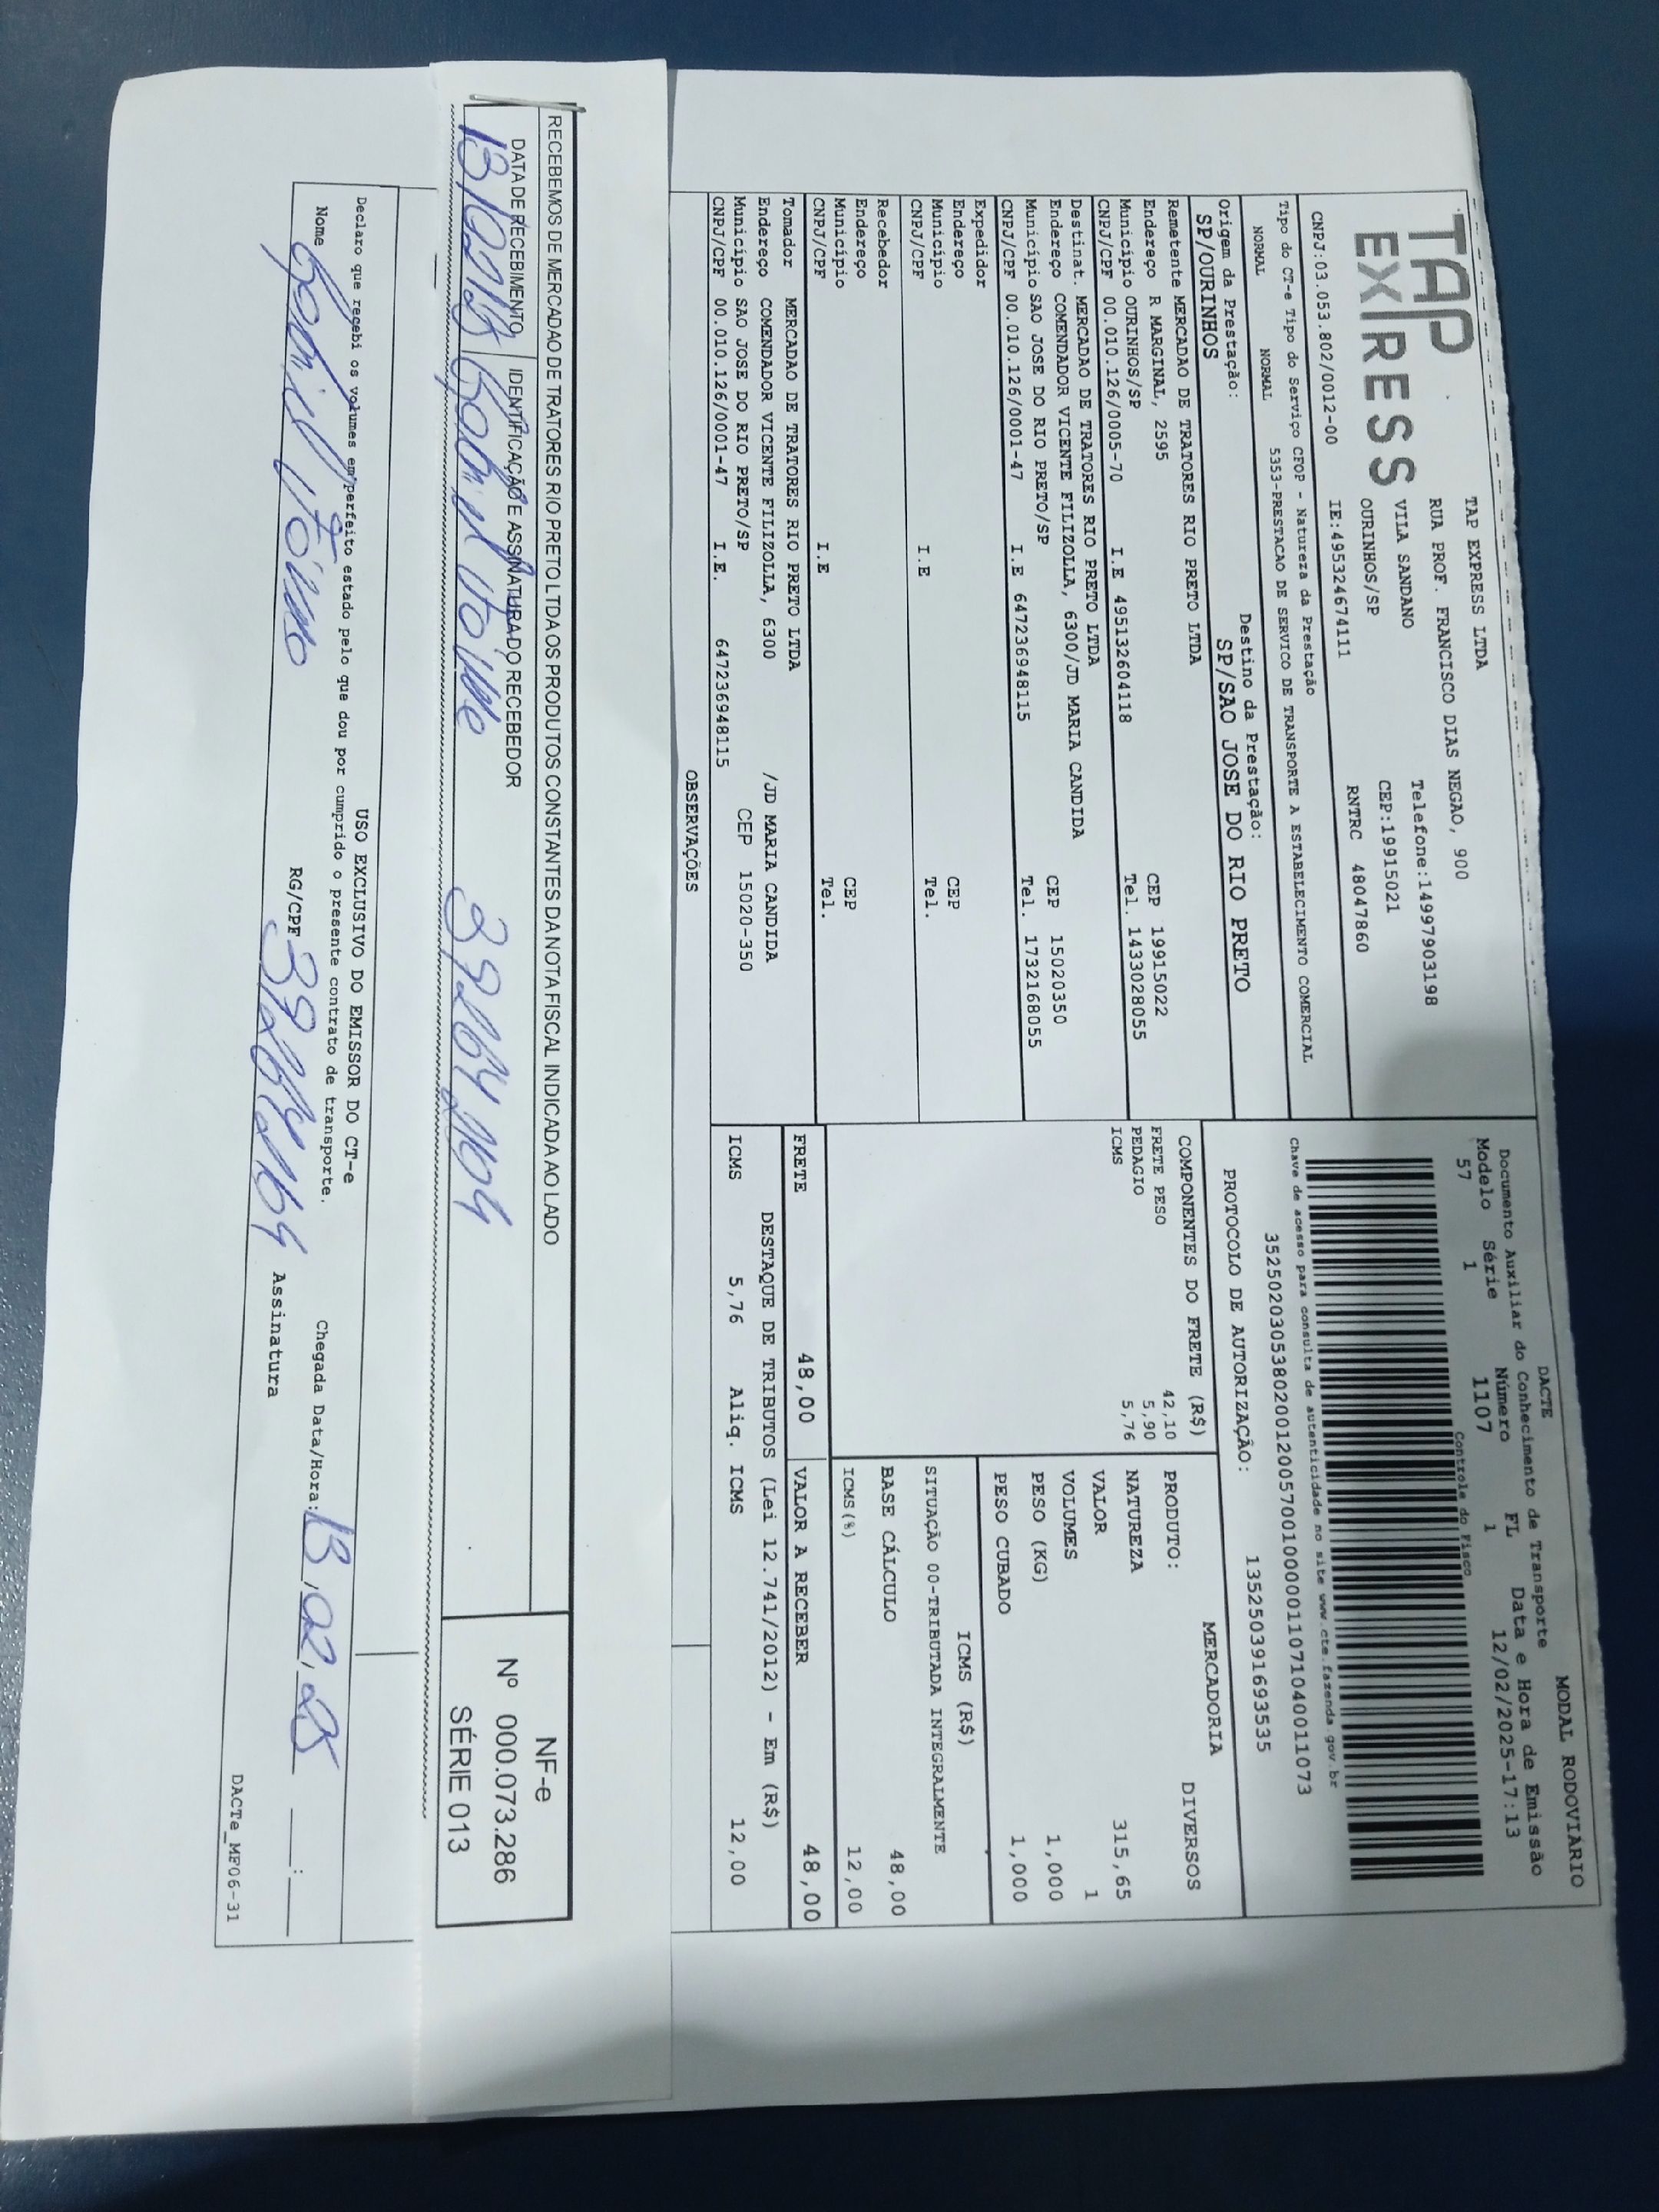 TAP EXPRESS
TAP EXPRESS LTDA
RUA PROF. FRANCISCO DIAS NEGAO, 900
VILA SANDANO
OURINHOS/SP
Telefone:14997903198
CEP:19915021
CNPJ:03.053.802/0012-00 IE:495324674111 RNTRC 48047860
Tipo do CT-e Tipo do Serviço CFOP - Natureza da Prestação
NORMAL NORMAL 5353-PRESTACAO DE SERVICO DE TRANSPORTE A ESTABELECIMENTO COMERCIAL
Origem da Prestação: Destino da Prestação:
SP/OURINHOS SP/SAO JOSE DO RIO PRETO
Remetente MERCADAO DE TRATORES RIO PRETO LTDA
Endereço R MARGINAL, 2595
Município OURINHOS/SP CEP 19915022
CNPJ/CPF 00.010.126/0005-70 I.E 495132604118 Tel. 1433028055
Destinat. MERCADAO DE TRATORES RIO PRETO LTDA
Endereço COMENDADOR VICENTE FILIZOLLA, 6300/JD MARIA CANDIDA
Município SAO JOSE DO RIO PRETO/SP CEP 15020350
CNPJ/CPF 00.010.126/0001-47 I.E 647236948115 Tel. 1732168055
Expedidor
Endereço
Município CEP
CNPJ/CPF I.E Tel.
Recebedor
Endereço
Município CEP
CNPJ/CPF I.E Tel.
Tomador MERCADAO DE TRATORES RIO PRETO LTDA
Endereço COMENDADOR VICENTE FILIZOLLA, 6300 /JD MARIA CANDIDA
Município SAO JOSE DO RIO PRETO/SP CEP 15020-350
CNPJ/CPF 00.010.126/0001-47 I.E. 647236948115
DACTE MODAL RODOVIÁRIO
Documento Auxiliar do Conhecimento de Transporte
Modelo Série Número FL Data e Hora de Emissão
57 1 1107 1 12/02/2025-17:13
Controle do Fisco
Chave de acesso para consulta de autenticidade no site www.cte.fazenda.gov.br
35250203053802001200570010000011071040011073
PROTOCOLO DE AUTORIZAÇÃO: 135250391693535
COMPONENTES DO FRETE (R$)
FRETE PESO 42,10
PEDAGIO 5,90
ICMS 5,76
MERCADORIA
PRODUTO: DIVERSOS
NATUREZA
VALOR 315,65
VOLUMES 1
PESO (KG) 1,000
PESO CUBADO 1,000
ICMS (R$)
SITUAÇÃO 00-TRIBUTADA INTEGRALMENTE
BASE CÁLCULO 48,00
ICMS(%) 12,00
FRETE 48,00 VALOR A RECEBER 48,00
DESTAQUE DE TRIBUTOS (Lei 12.741/2012) - Em (R$)
ICMS 5,76 Aliq. ICMS 12,00
OBSERVAÇÕES
RECEBEMOS DE MERCADAO DE TRATORES RIO PRETO LTDA OS PRODUTOS CONSTANTES DA NOTA FISCAL INDICADA AO LADO
DATA DE RECEBIMENTO IDENTIFICAÇÃO E ASSINATURA DO RECEBEDOR
NF-e
Nº 000.073.286
SÉRIE 013
USO EXCLUSIVO DO EMISSOR DO CT-e
Declaro que recebi os volumes em perfeito estado pelo que dou por cumprido o presente contrato de transporte.
Nome RG/CPF Assinatura
Chegada Data/Hora: 13,02,25 :
DACTe_MF06-31